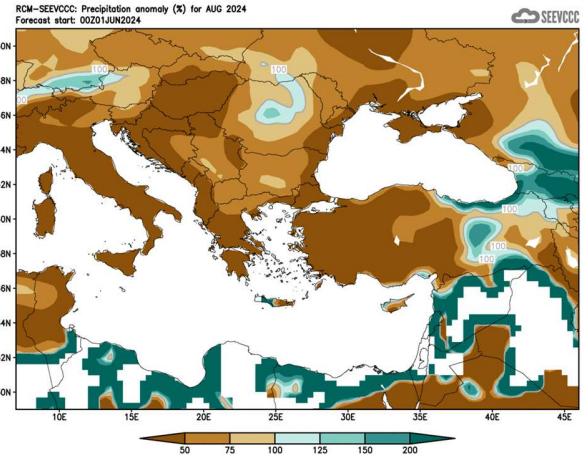 RCM-SEEVCCC: Precipitation anomaly (%) for AUG 2024
Forecast start: 00Z01JUN2024
SEEVCCC
0N
8N
6N
4N
2N
0N
8N
6N
4N
2N
0N
100
100
00
100
100
100
100
10E
15E
20E
25E
30E
35E
40E
45E
50
75
100
125
150
200